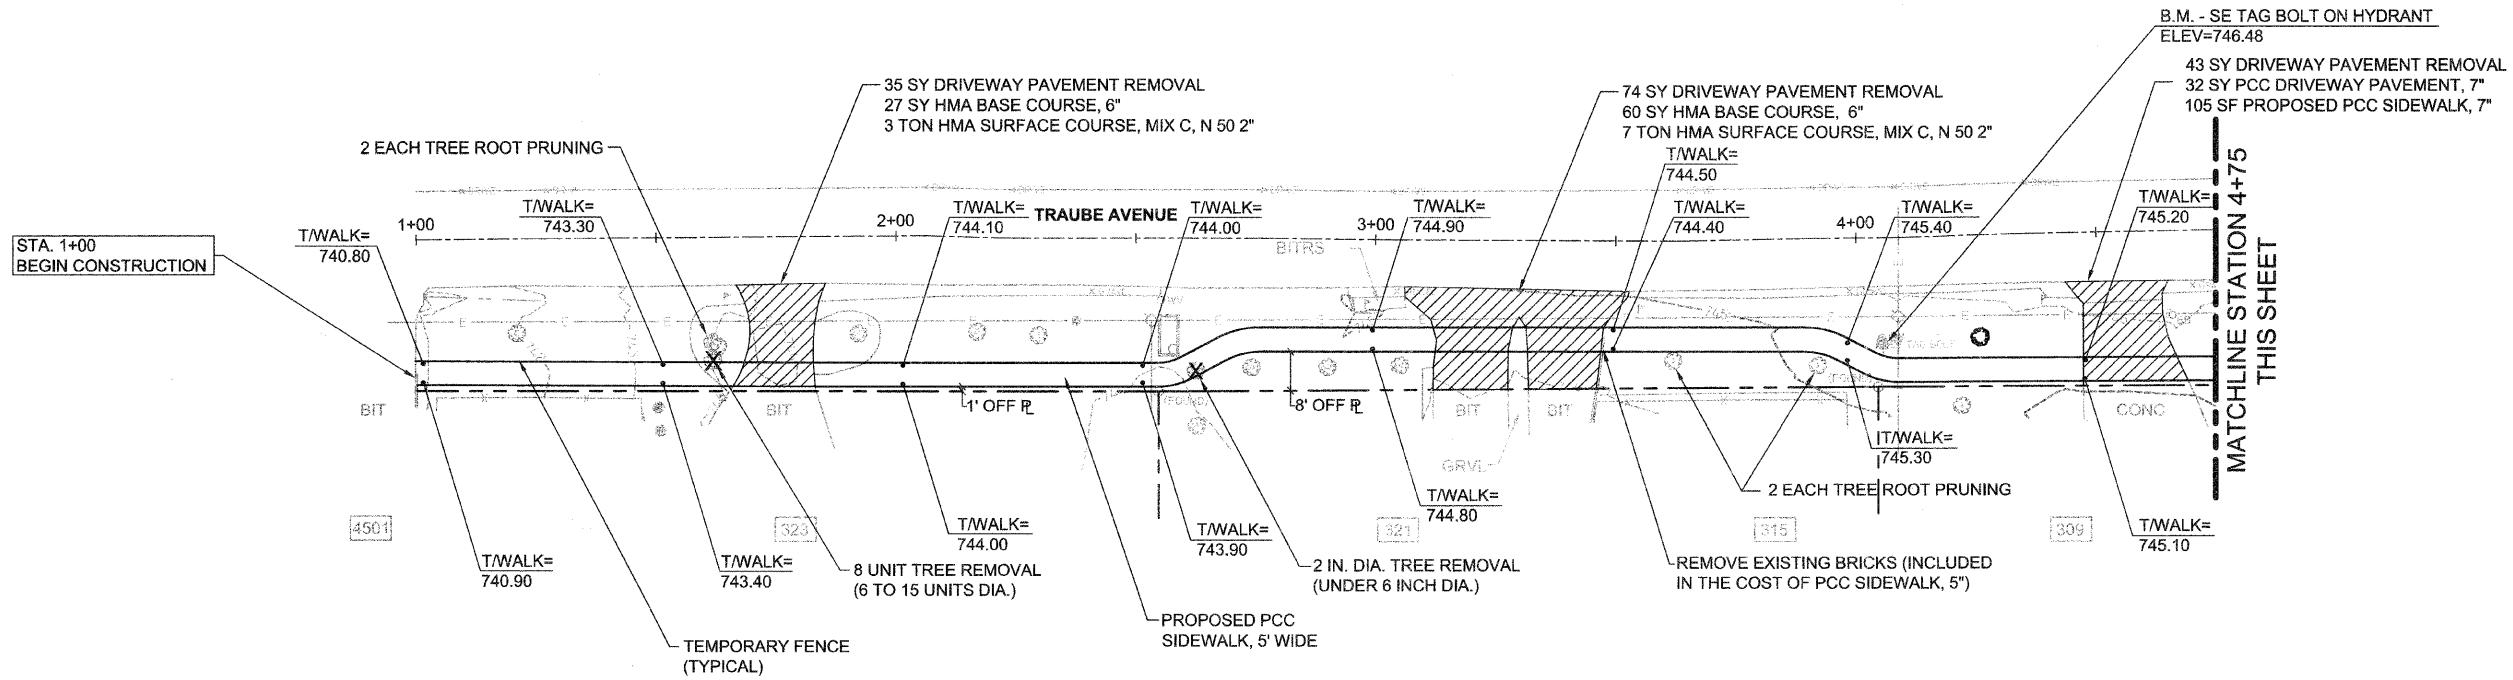 B.M. - SE TAG BOLT ON HYDRANT
ELEV=746.48
43 SY DRIVEWAY PAVEMENT REMOVAL
32 SY PCC DRIVEWAY PAVEMENT, 7"
105 SF PROPOSED PCC SIDEWALK, 7"
35 SY DRIVEWAY PAVEMENT REMOVAL
27 SY HMA BASE COURSE, 6"
3 TON HMA SURFACE COURSE, MIX C, N 50 2"
74 SY DRIVEWAY PAVEMENT REMOVAL
60 SY HMA BASE COURSE, 6"
7 TON HMA SURFACE COURSE, MIX C, N 50 2"
2 EACH TREE ROOT PRUNING
T/WALK=
744.50
STA. 1+00
BEGIN CONSTRUCTION
T/WALK=
740.80
1+00
T/WALK=
743.30
2+00
T/WALK=
744.10
TRAUBE AVENUE
T/WALK=
744.00
3+00
T/WALK=
744.90
T/WALK=
744.40
4+00
T/WALK=
745.40
T/WALK=
745.20
MATCHLINE STATION 4+75
THIS SHEET
BITRS
E
E
E
E
E
E
BIT
BIT
1' OFF PL
(FOUND)
8' OFF PL
BIT
BIT
CONC
GRVL
T/WALK=
745.30
2 EACH TREE ROOT PRUNING
T/WALK=
744.80
4501
323
321
315
309
T/WALK=
740.90
T/WALK=
743.40
T/WALK=
744.00
T/WALK=
743.90
T/WALK=
745.10
8 UNIT TREE REMOVAL
(6 TO 15 UNITS DIA.)
2 IN. DIA. TREE REMOVAL
(UNDER 6 INCH DIA.)
REMOVE EXISTING BRICKS (INCLUDED
IN THE COST OF PCC SIDEWALK, 5")
PROPOSED PCC
SIDEWALK, 5' WIDE
TEMPORARY FENCE
(TYPICAL)